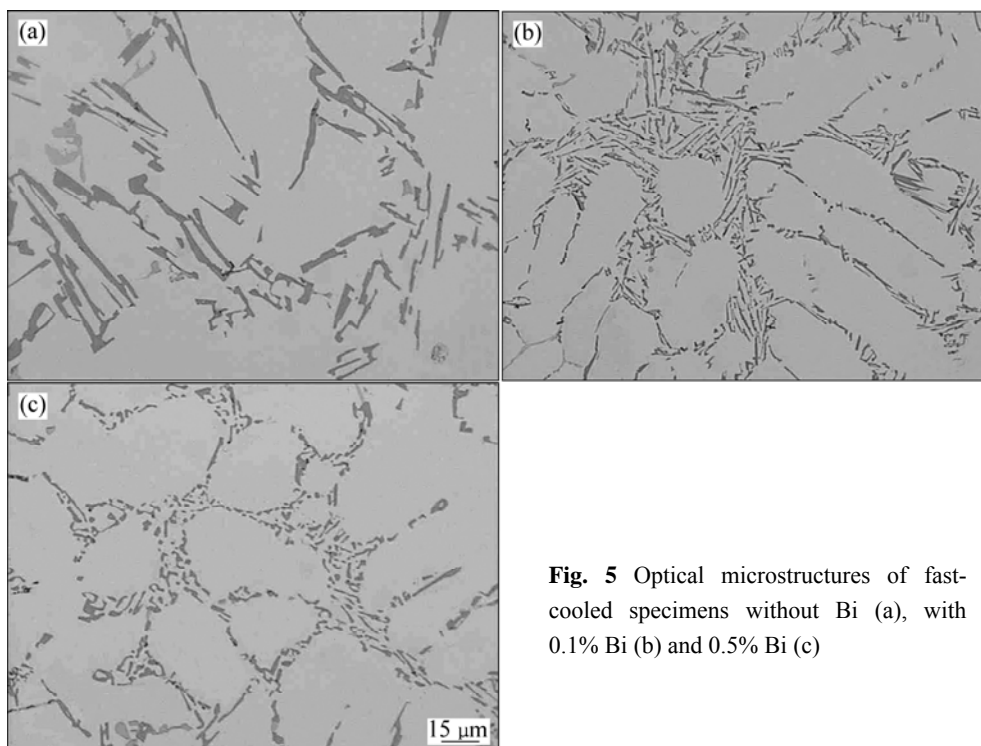 (a)
(b)
(c)
15 μm
Fig. 5 Optical microstructures of fast-
cooled specimens without Bi (a), with
0.1% Bi (b) and 0.5% Bi (c)